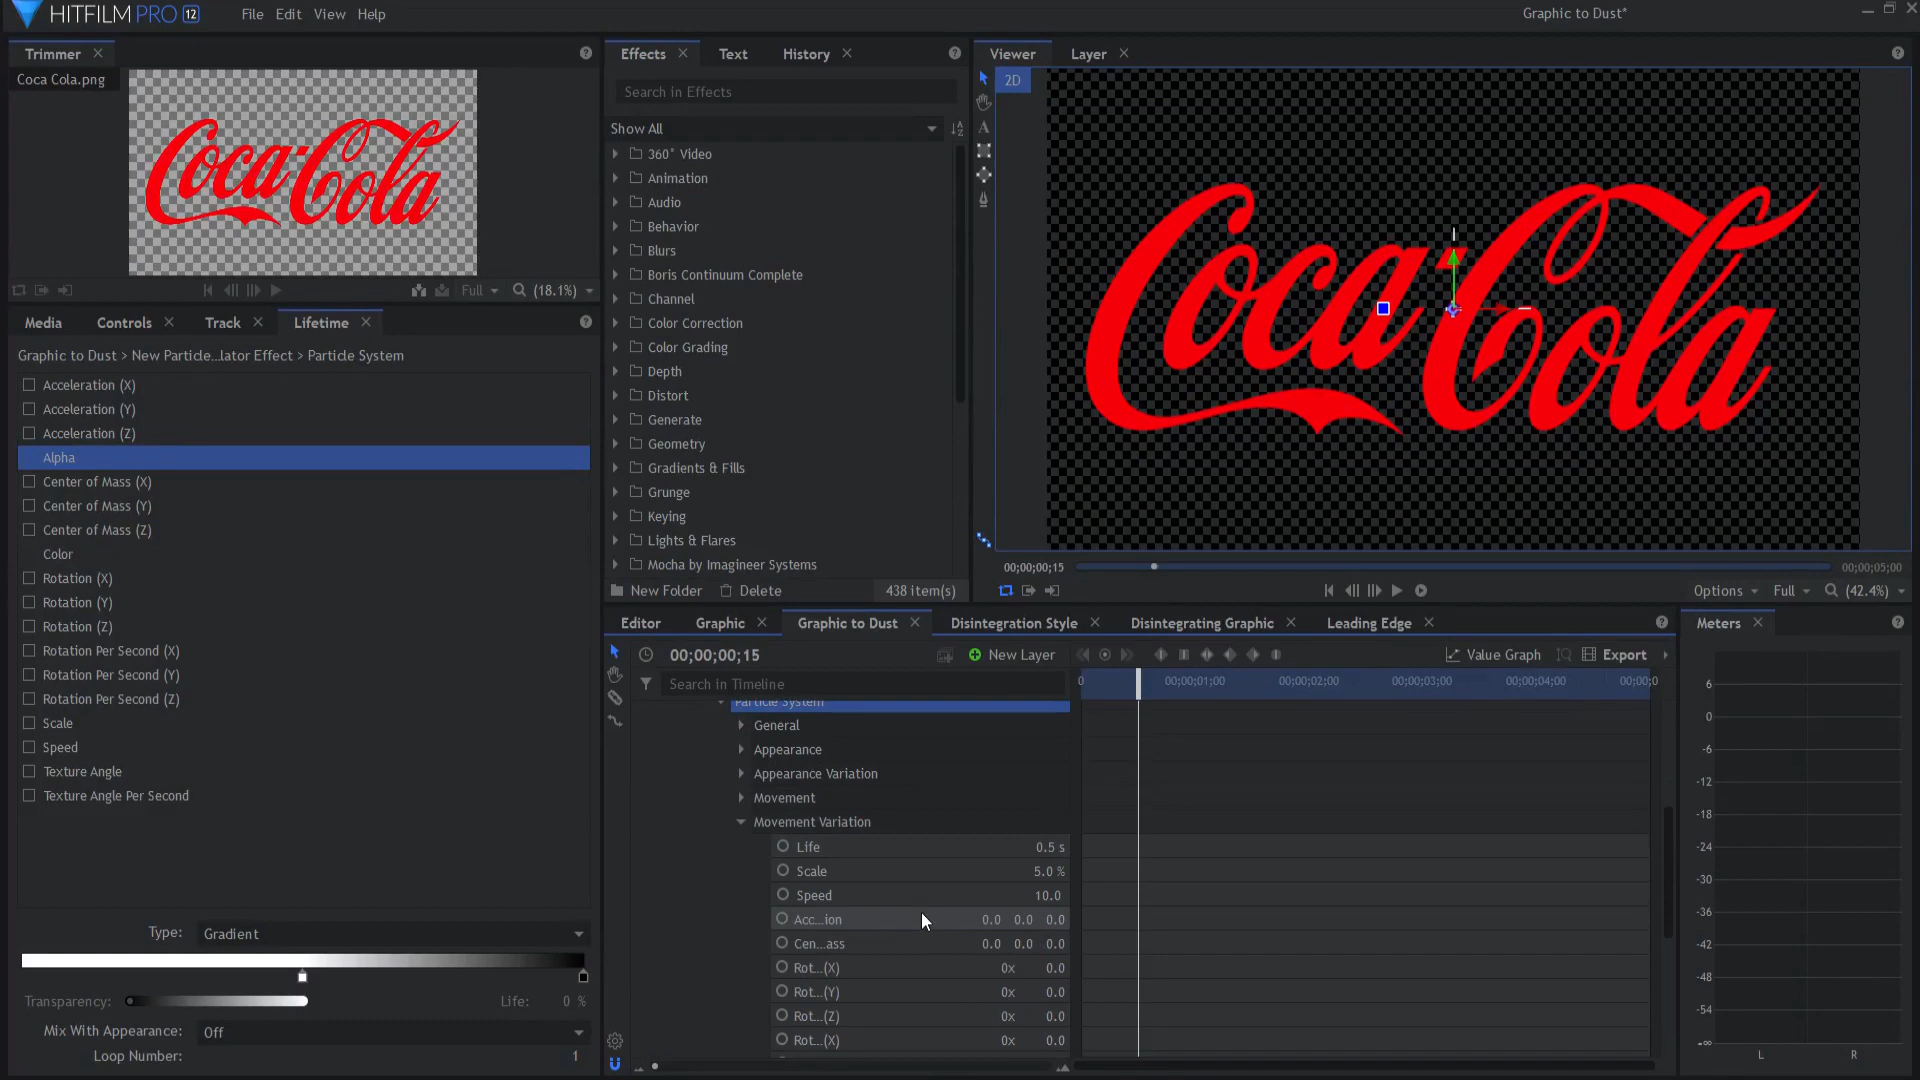 HITFILM PRO 12
File Edit View Help
Graphic to Dust*
Trimmer
Coca Cola.png
Coca-Cola
Full
(18.1%)
Media Controls Track Lifetime
Graphic to Dust > New Particle...lator Effect > Particle System
Acceleration (X)
Acceleration (Y)
Acceleration (Z)
Alpha
Center of Mass (X)
Center of Mass (Y)
Center of Mass (Z)
Color
Rotation (X)
Rotation (Y)
Rotation (Z)
Rotation Per Second (X)
Rotation Per Second (Y)
Rotation Per Second (Z)
Scale
Speed
Texture Angle
Texture Angle Per Second
Type: Gradient
Transparency: Life: 0 %
Mix With Appearance: Off
Loop Number: 1
Effects Text History
Search in Effects
Show All
360° Video
Animation
Audio
Behavior
Blurs
Boris Continuum Complete
Channel
Color Correction
Color Grading
Depth
Distort
Generate
Geometry
Gradients & Fills
Grunge
Keying
Lights & Flares
Mocha by Imagineer Systems
New Folder Delete 438 item(s)
Viewer Layer
2D
Coca-Cola
00;00;00;15 00;00;05;00
Options Full (42.4%)
Editor Graphic Graphic to Dust Disintegration Style Disintegrating Graphic Leading Edge
00;00;00;15 New Layer Value Graph Export
Search in Timeline
0 00;00;01;00 00;00;02;00 00;00;03;00 00;00;04;00 00;00;0
Particle System
General
Appearance
Appearance Variation
Movement
Movement Variation
Life 0.5 s
Scale 5.0 %
Speed 10.0
Acc...ion 0.0 0.0 0.0
Cen...ass 0.0 0.0 0.0
Rot...(X) 0x 0.0
Rot...(Y) 0x 0.0
Rot...(Z) 0x 0.0
Rot...(X) 0x 0.0
Meters
6
0
-6
-12
-18
-24
-30
-36
-42
-48
-54
-∞
L R